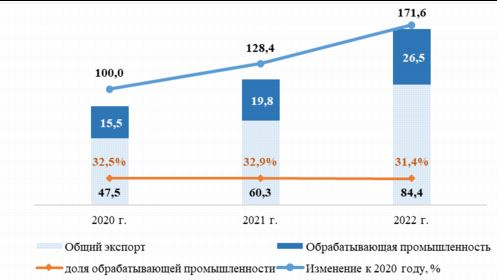 171,6
128,4
26,5
100,0
19,8
15,5
32,5% 32,9% 31,4%
47,5 60,3 84,4
2020 г. 2021 г. 2022 г.
Общий экспорт Обрабатывающая промышленность
доля обрабатывающей промышленности Изменение к 2020 году, %